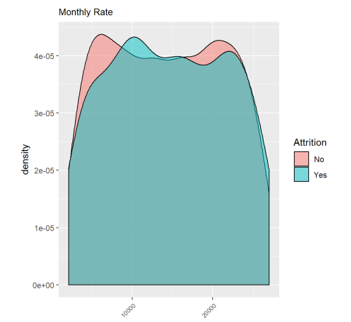 Monthly Rate
4e-05
3e-05
2e-05
1e-05
0e+00
density
10000
20000
Attrition
No
Yes